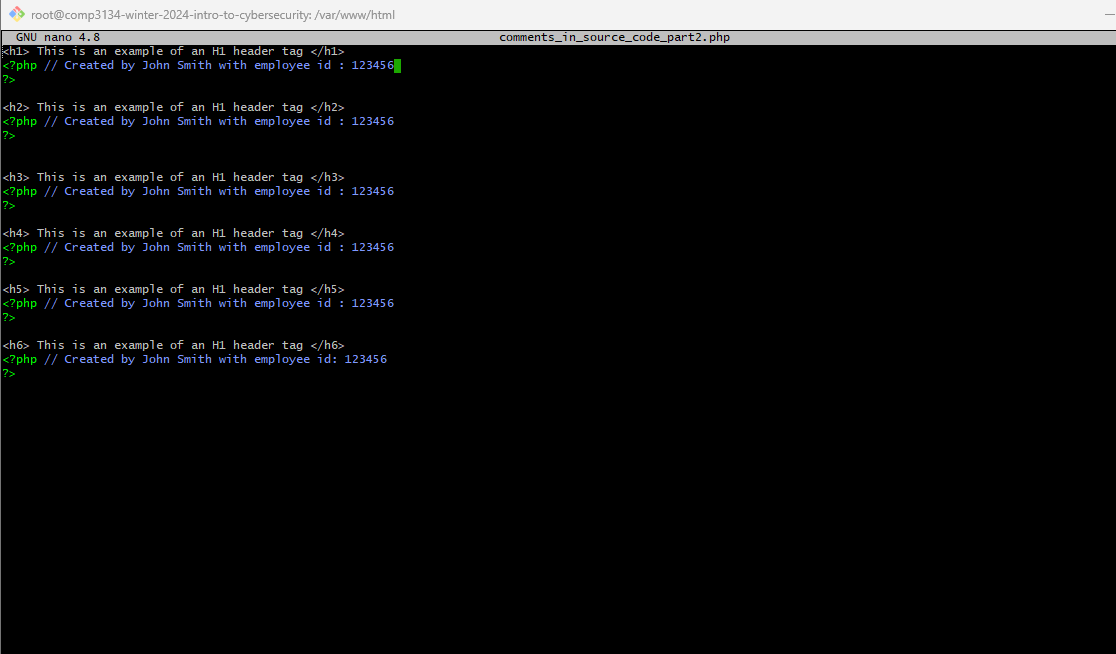 root@comp3134-winter-2024-intro-to-cybersecurity: /var/www/html
GNU nano 4.8 comments_in_source_code_part2.php
<h1> This is an example of an H1 header tag </h1>
<?php // Created by John Smith with employee id : 123456
?>
<h2> This is an example of an H1 header tag </h2>
<?php // Created by John Smith with employee id : 123456
?>
<h3> This is an example of an H1 header tag </h3>
<?php // Created by John Smith with employee id : 123456
?>
<h4> This is an example of an H1 header tag </h4>
<?php // Created by John Smith with employee id : 123456
?>
<h5> This is an example of an H1 header tag </h5>
<?php // Created by John Smith with employee id : 123456
?>
<h6> This is an example of an H1 header tag </h6>
<?php // Created by John Smith with employee id: 123456
?>